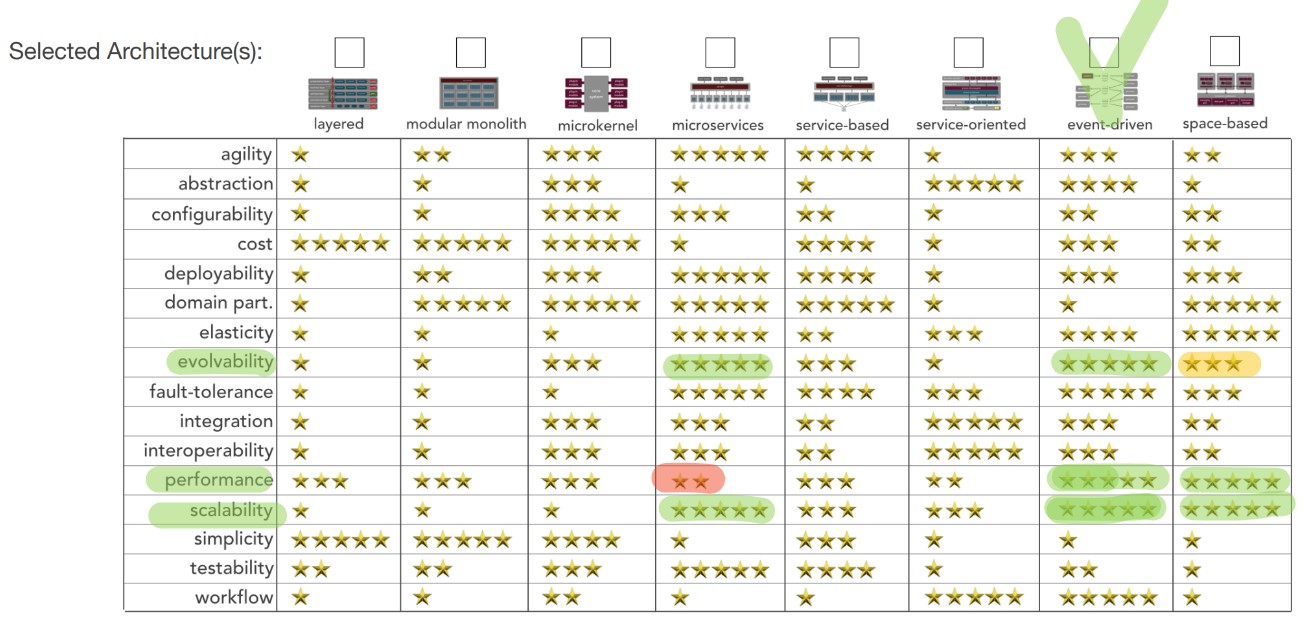 Selected Architecture(s):
layered modular monolith microkernel microservices service-based service-oriented event-driven space-based
agility
abstraction
configurability
cost
deployability
domain part.
elasticity
evolvability
fault-tolerance
integration
interoperability
performance
scalability
simplicity
testability
workflow